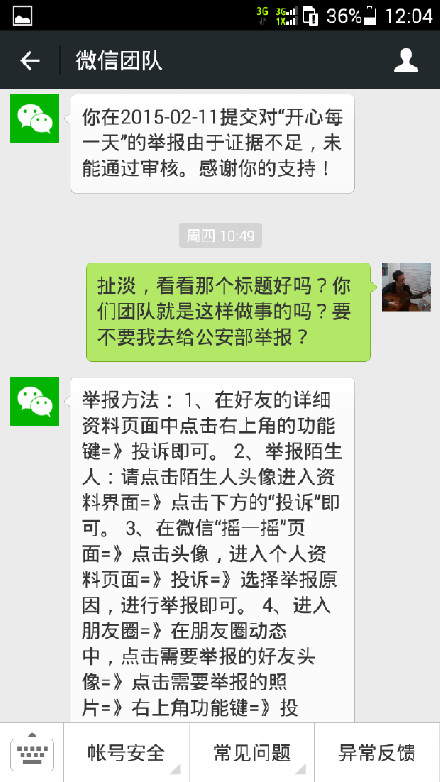 3G 3G 1X 36% 12:04
微信团队
你在2015-02-11提交对“开心每
一天”的举报由于证据不足，未
能通过审核。感谢你的支持！
周四 10:49
扯淡，看看那个标题好吗？你
们团队就是这样做事的吗？要
不要我去给公安部举报？
举报方法： 1、在好友的详细
资料页面中点击右上角的功能
键=》投诉即可。 2、举报陌生
人：请点击陌生人头像进入资
料界面=》点击下方的“投诉”即
可。 3、在微信“摇一摇”页
面=》点击头像，进入个人资
料页面=》投诉=》选择举报原
因，进行举报即可。 4、进入
朋友圈=》在朋友圈动态
中，点击需要举报的好友头
像=》点击需要举报的照
片=》右上角功能键=》投
帐号安全 常见问题 异常反馈